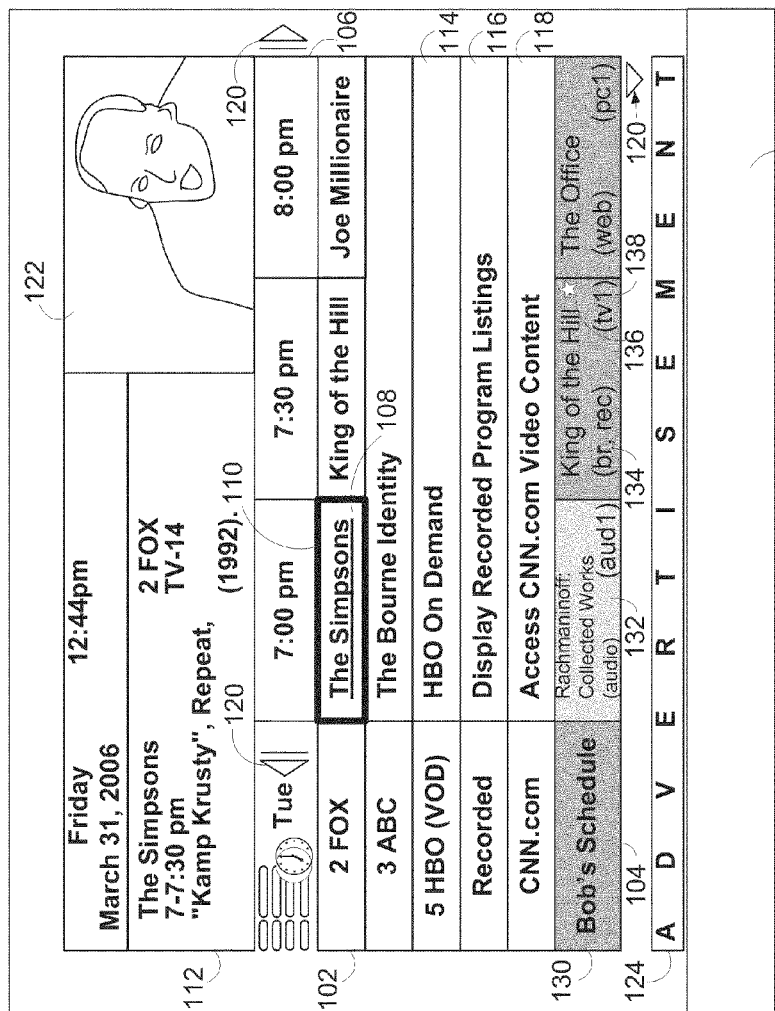 122
Friday 12:44pm
March 31, 2006
The Simpsons 2 FOX
7-7:30 pm TV-14
"Kamp Krusty", Repeat,
(1992).
112
110
120
120
Tue 7:00 pm 7:30 pm 8:00 pm
106
102
2 FOX The Simpsons King of the Hill Joe Millionaire
108
3 ABC The Bourne Identity
5 HBO (VOD) HBO On Demand
114
Recorded Display Recorded Program Listings
116
CNN.com Access CNN.com Video Content
118
130
Bob's Schedule
Rachmaninoff:
Collected Works
(audio) (aud1)
King of the Hill
(br, rec) (tv1)
The Office
(web) (pc1)
104 132 134 136 138 120
124
A D V E R T I S E M E N T